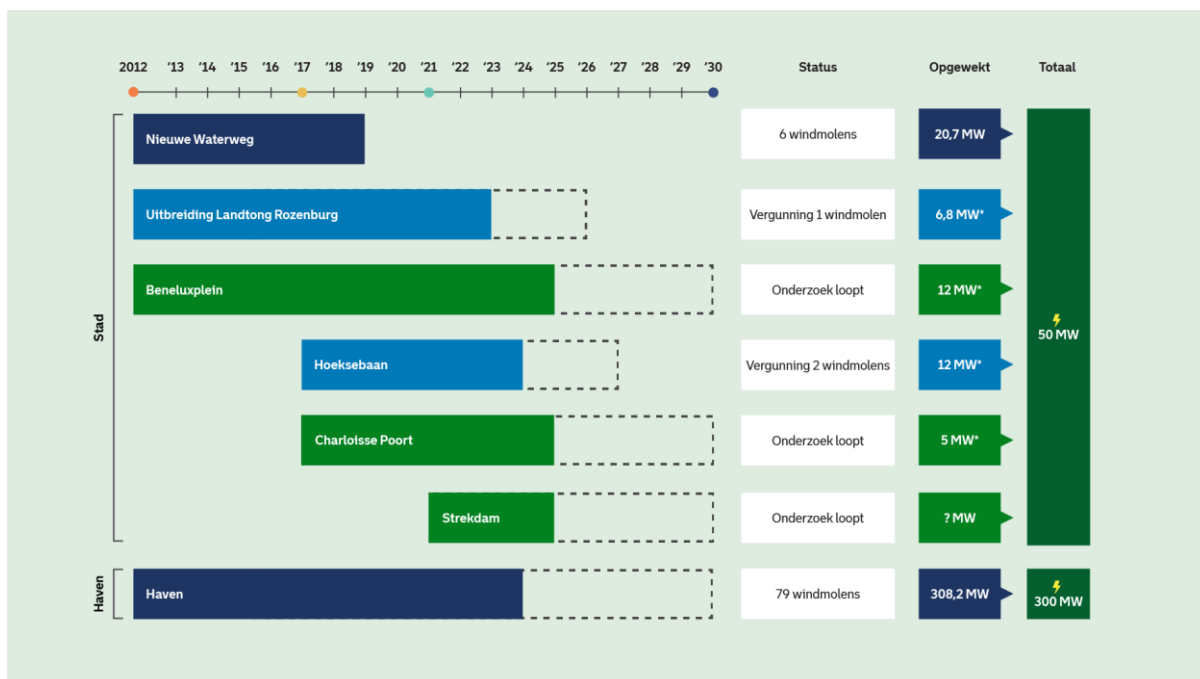 2012 '13 '14 '15 '16 '17 '18 '19 '20 '21 '22 '23 '24 '25 '26 '27 '28 '29 '30 Status Opgewekt Totaal
Stad
Nieuwe Waterweg 6 windmolens 20,7 MW
Uitbreiding Landtong Rozenburg Vergunning 1 windmolen 6,8 MW*
Beneluxplein Onderzoek loopt 12 MW*
50 MW
Hoeksebaan Vergunning 2 windmolens 12 MW*
Charloisse Poort Onderzoek loopt 5 MW*
Strekdam Onderzoek loopt ? MW
Haven
Haven 79 windmolens 308,2 MW 300 MW